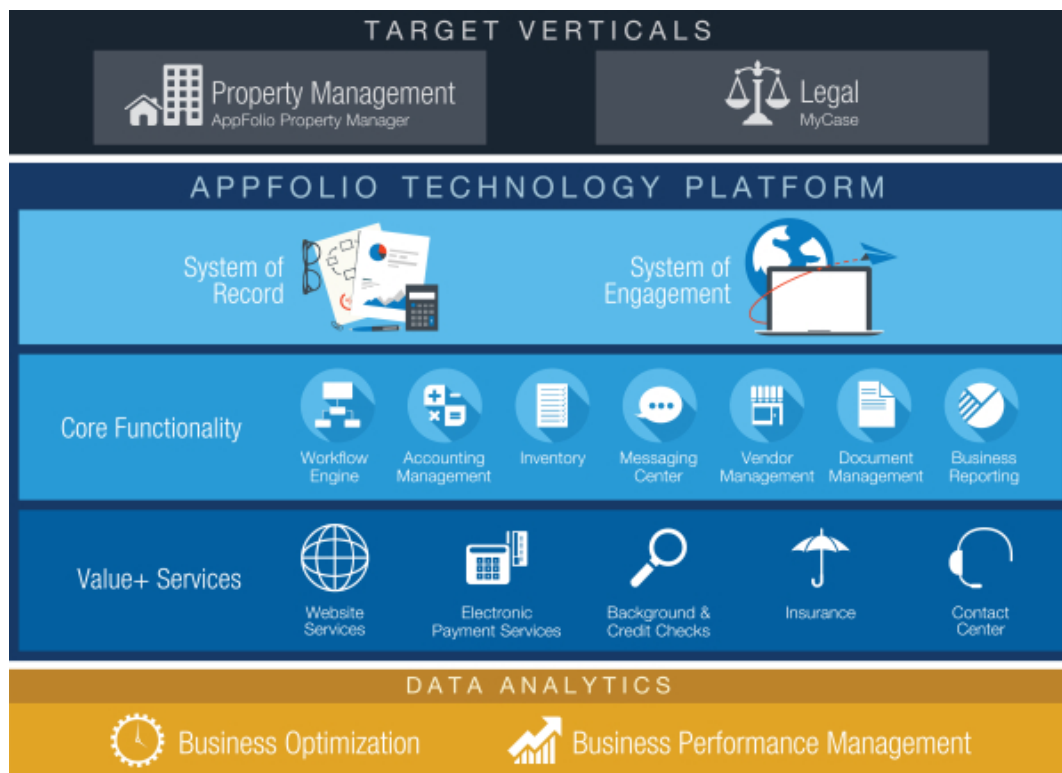 TARGET VERTICALS
Property Management
AppFolio Property Manager
Legal
MyCase
APPFOLIO TECHNOLOGY PLATFORM
System of
Record
System of
Engagement
Core Functionality
Workflow
Engine
Accounting
Management
Inventory
Messaging
Center
Vendor
Management
Document
Management
Business
Reporting
Value+ Services
Website
Services
Electronic
Payment Services
Background &
Credit Checks
Insurance
Contact
Center
DATA ANALYTICS
Business Optimization
Business Performance Management